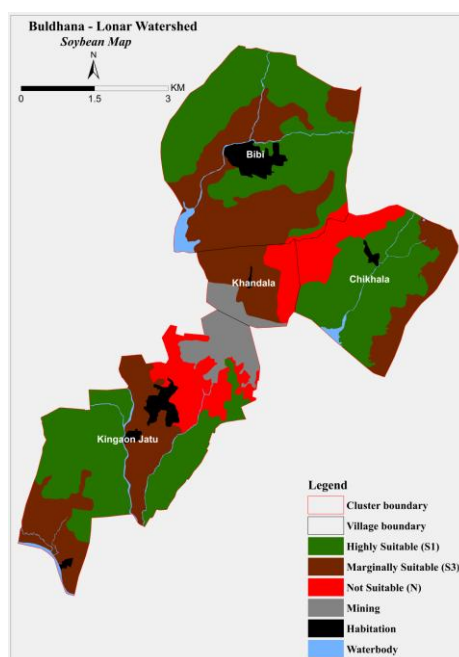 Buldhana - Lonar Watershed
Soybean Map
N
KM
0 1.5 3
Bibi
Khandala
Chikhala
Kingaon Jatu
Legend
Cluster boundary
Village boundary
Highly Suitable (S1)
Marginally Suitable (S3)
Not Suitable (N)
Mining
Habitation
Waterbody